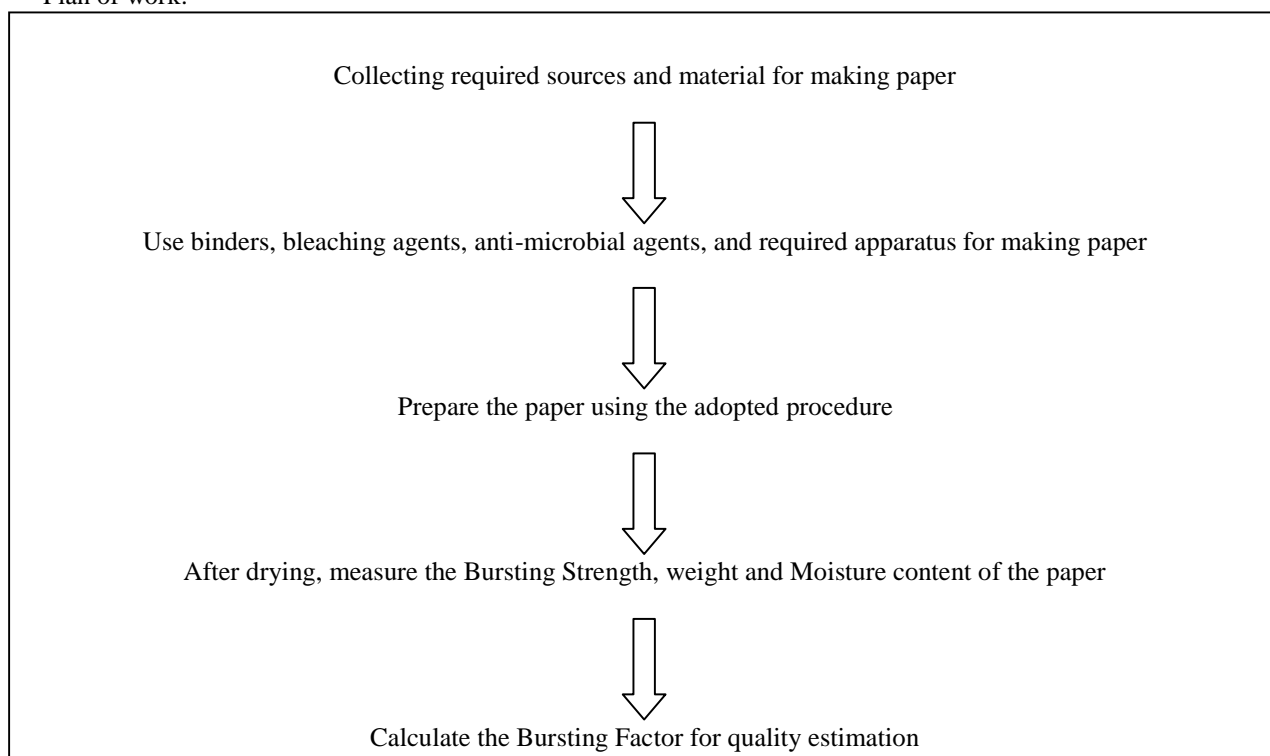 Plan of work:
Collecting required sources and material for making paper
Use binders, bleaching agents, anti-microbial agents, and required apparatus for making paper
Prepare the paper using the adopted procedure
After drying, measure the Bursting Strength, weight and Moisture content of the paper
Calculate the Bursting Factor for quality estimation